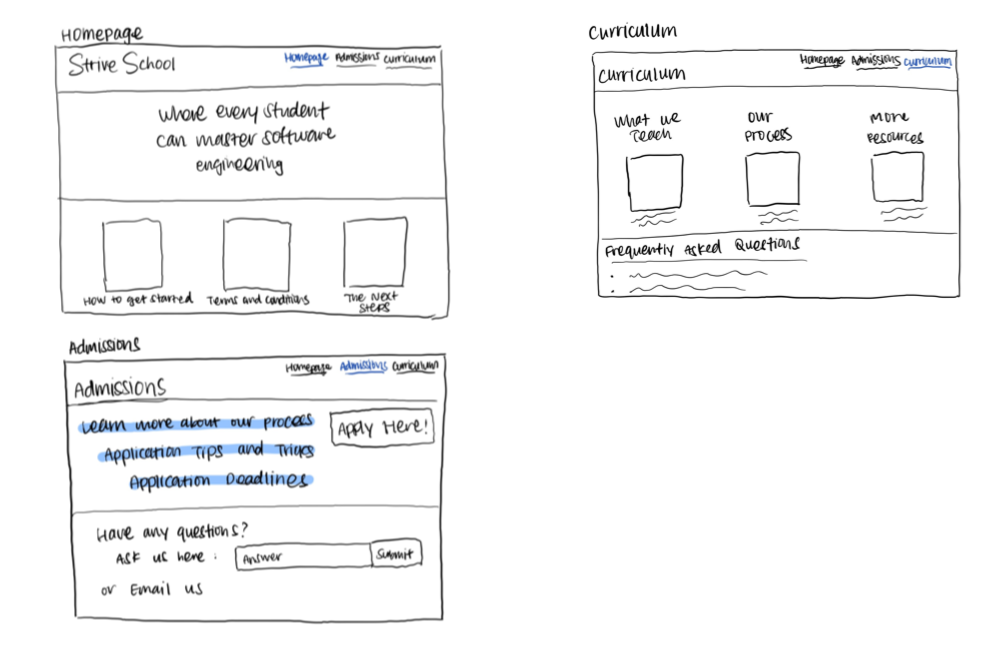 Homepage
Strive School
Homepage Admissions Curriculum
Where every student
can master software
engineering
How to get started
Terms and conditions
The Next
Steps
Curriculum
Curriculum
Homepage Admissions Curriculum
What we
Teach
Our
Process
More
Resources
Frequently Asked Questions
Admissions
Homepage Admissions Curriculum
Admissions
Learn more about our process
Apply Here!
Application Tips and Tricks
Application Deadlines
Have any questions?
Ask us here :
Answer
Submit
or Email us